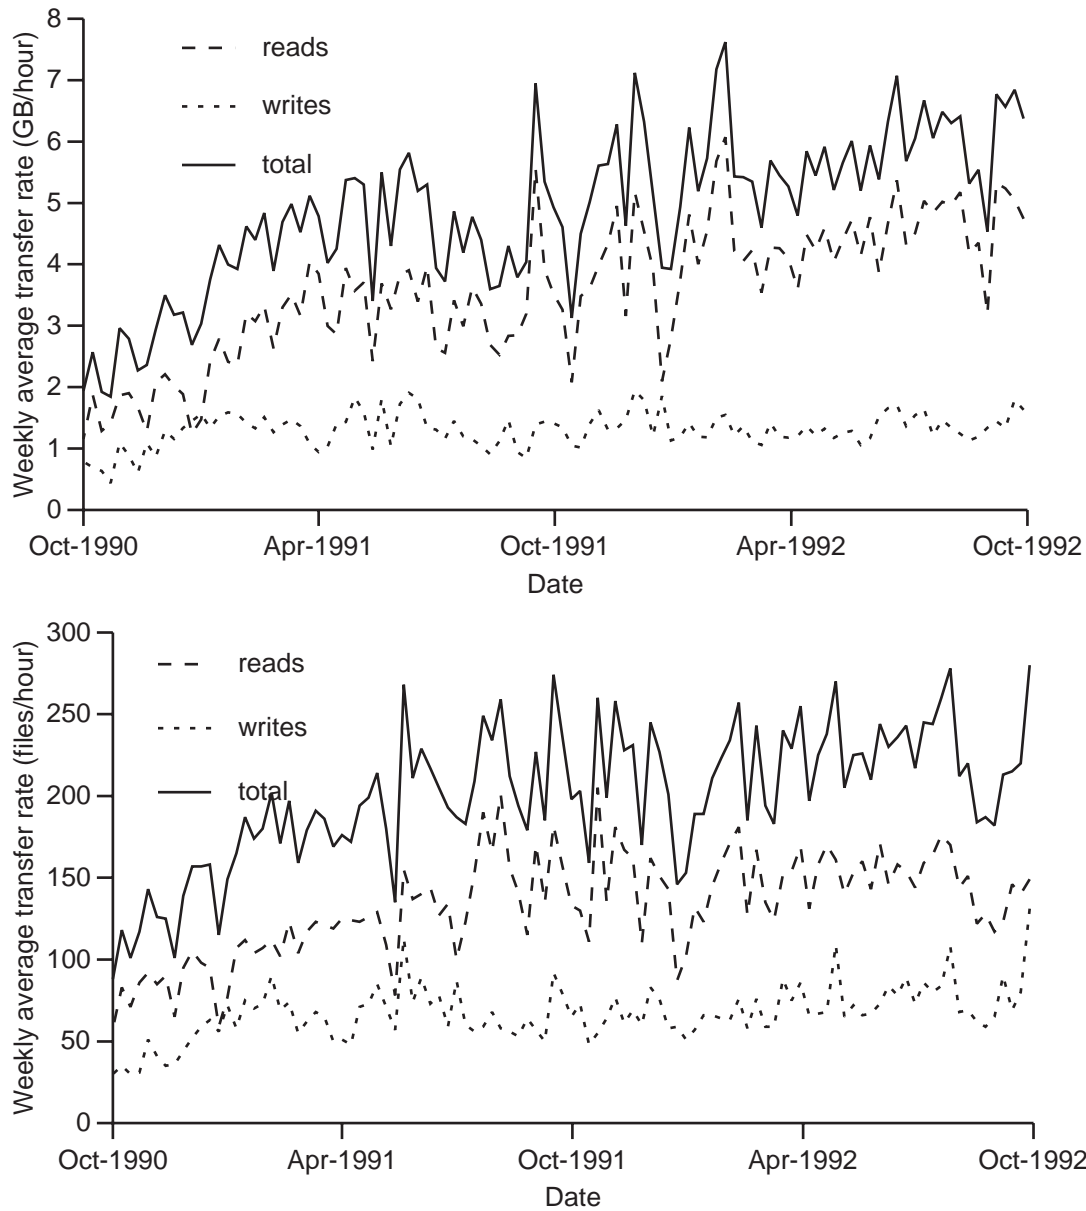 Weekly average transfer rate (GB/hour)
8
7
6
5
4
3
2
1
0
reads
writes
total
Oct-1990 Apr-1991 Oct-1991 Apr-1992 Oct-1992
Date
Weekly average transfer rate (files/hour)
300
250
200
150
100
50
0
reads
writes
total
Oct-1990 Apr-1991 Oct-1991 Apr-1992 Oct-1992
Date